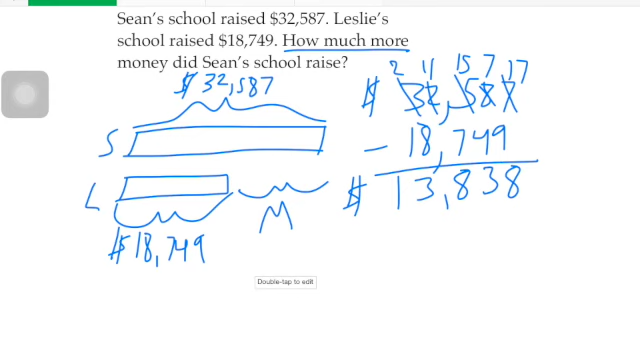 Sean's school raised $32,587. Leslie's
school raised $18,749. How much more
money did Sean's school raise?
$32,587
S
L
M
$18,749
2 11 15 7 17
$ 32,587
- 18,749
$ 13,838
Double-tap to edit